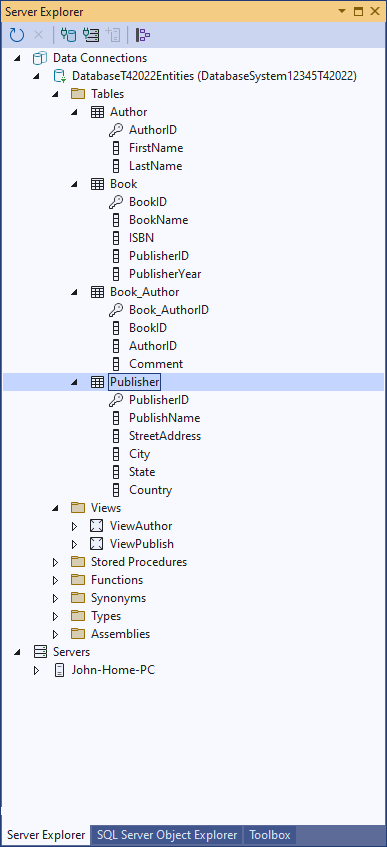 Server Explorer
Data Connections
DatabaseT42022Entities (DatabaseSystem12345T42022)
Tables
Author
AuthorID
FirstName
LastName
Book
BookID
BookName
ISBN
PublisherID
PublisherYear
Book_Author
Book_AuthorID
BookID
AuthorID
Comment
Publisher
PublisherID
PublishName
StreetAddress
City
State
Country
Views
ViewAuthor
ViewPublish
Stored Procedures
Functions
Synonyms
Types
Assemblies
Servers
John-Home-PC
Server Explorer SQL Server Object Explorer Toolbox